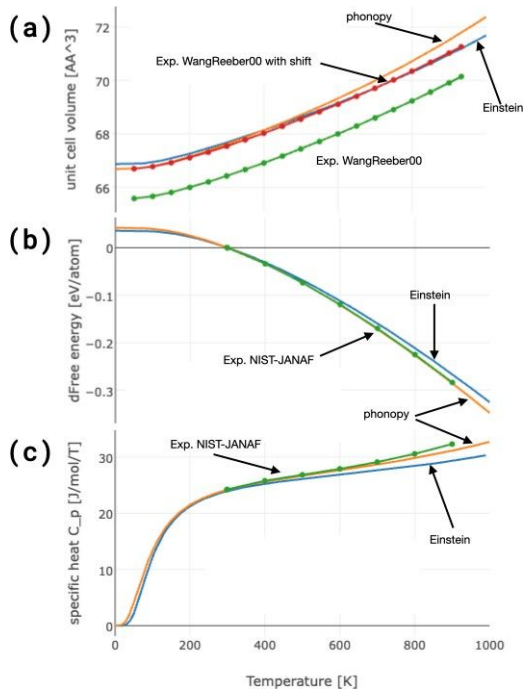 (a)
unit cell volume [AA^3]
72
70
68
66
phonopy
Exp. WangReeber00 with shift
Einstein
Exp. WangReeber00
(b)
dFree energy [eV/atom]
0
−0.1
−0.2
−0.3
Einstein
Exp. NIST-JANAF
phonopy
(c)
specific heat C_p [J/mol/T]
30
20
10
0
Exp. NIST-JANAF
Einstein
0 200 400 600 800 1000
Temperature [K]